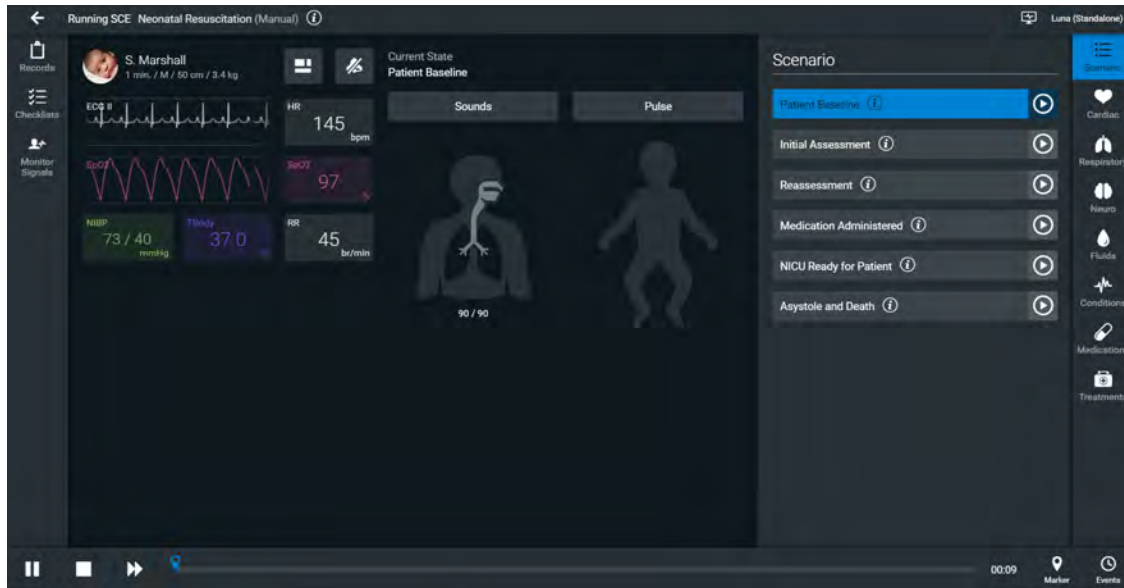 Running SCE Neonatal Resuscitation (Manual) i
Luna (Standalone)
Records
Checklists
Monitor
Signals
S. Marshall
1 min. / M / 50 cm / 3.4 kg
ECG II
HR
145
bpm
SpO2
SpO2
97
%
NIBP
73 / 40
mmHg
TBody
37.0
RR
45
br/min
Current State
Patient Baseline
Sounds
Pulse
90 / 90
Scenario
Patient Baseline i
Initial Assessment i
Reassessment i
Medication Administered i
NICU Ready for Patient i
Asystole and Death i
Scenario
Cardiac
Respiratory
Neuro
Fluids
Conditions
Medication
Treatments
00:09
Marker
Events